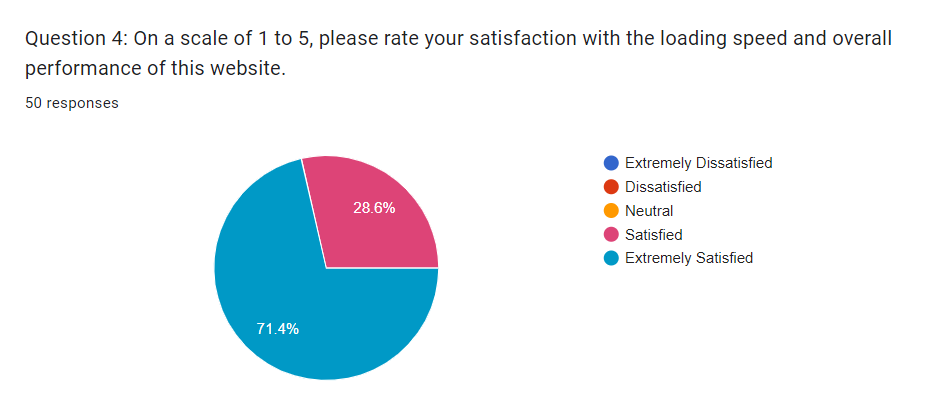 Question 4: On a scale of 1 to 5, please rate your satisfaction with the loading speed and overall
performance of this website.
50 responses
28.6%
71.4%
Extremely Dissatisfied
Dissatisfied
Neutral
Satisfied
Extremely Satisfied